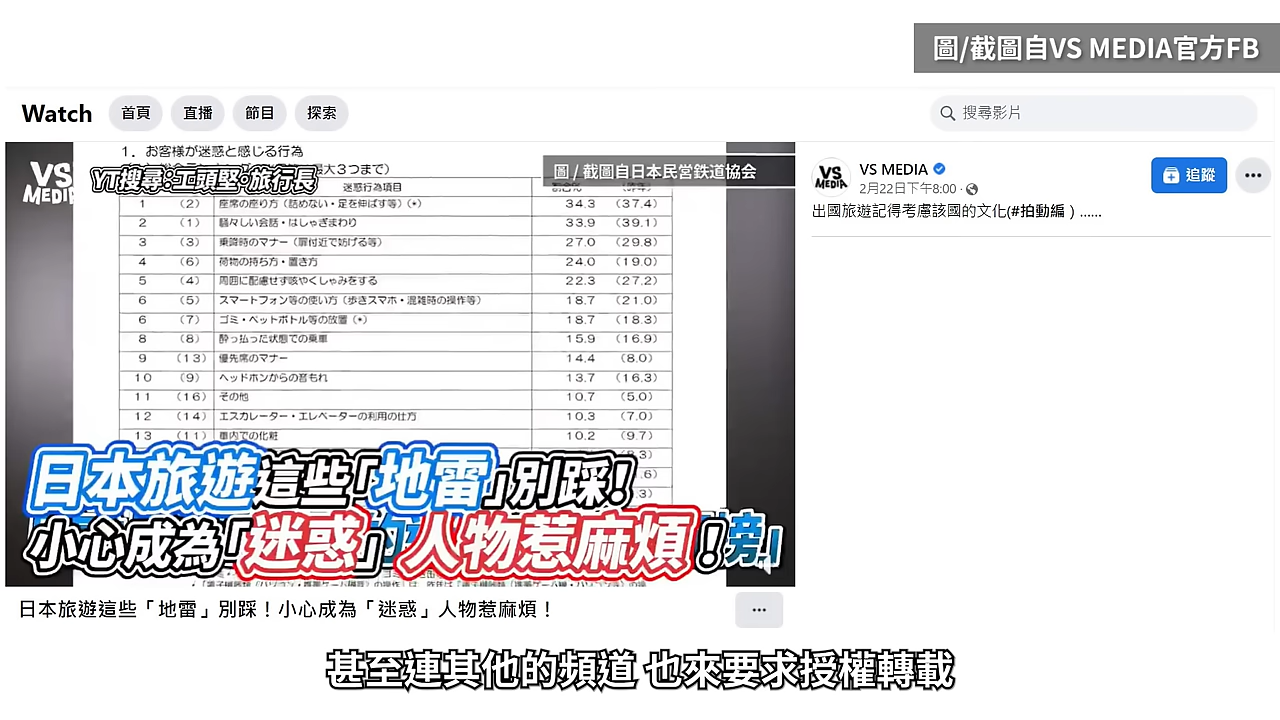 圖/截圖自VS MEDIA官方FB
Watch 首頁 直播 節目 探索 搜尋影片
VS MEDIA
YT搜尋:工頭堅·旅行長
圖 / 截圖自日本民営鉄道協会
1．お客様が迷惑と感じる行為
最大3つまで）
迷惑行為項目
1 （2） 座席の座り方（詰めない・足を伸ばす等）（*） 34.3 （37.4）
2 （1） 騒々しい会話・はしゃぎまわり 33.9 （39.1）
3 （3） 乗降時のマナー（扉付近で妨げる等） 27.0 （29.8）
4 （6） 荷物の持ち方・置き方 24.0 （19.0）
5 （4） 周囲に配慮せず咳やくしゃみをする 22.3 （27.2）
6 （5） スマートフォン等の使い方（歩きスマホ・混雑時の操作等） 18.7 （21.0）
6 （7） ゴミ・ペットボトル等の放置（*） 18.7 （18.3）
8 （8） 酔っ払った状態での乗車 15.9 （16.9）
9 （13） 優先席のマナー 14.4 （8.0）
10 （9） ヘッドホンからの音もれ 13.7 （16.3）
11 （16） その他 10.7 （5.0）
12 （14） エスカレーター・エレベーターの利用の仕方 10.3 （7.0）
13 （11） 車内での化粧 10.2 （9.7）
日本旅遊這些「地雷」別踩!
小心成為「迷惑」人物惹麻煩!
VS MEDIA
2月22日下午8:00 ·
追蹤
出國旅遊記得考慮該國的文化(#拍動編 ) ......
日本旅遊這些「地雷」別踩！小心成為「迷惑」人物惹麻煩！
甚至連其他的頻道 也來要求授權轉載